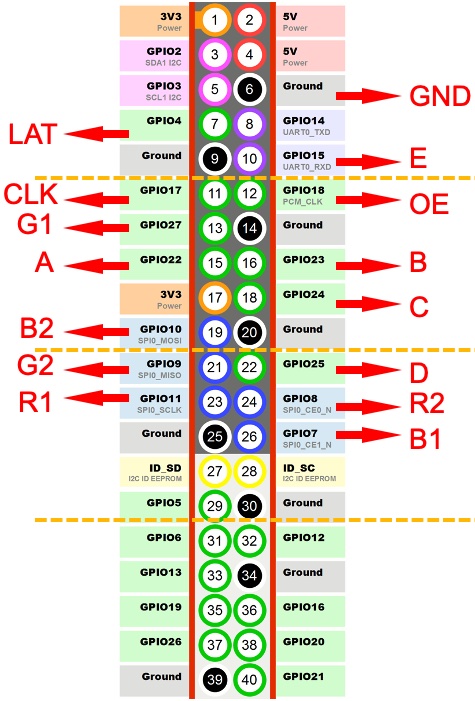 3V3 1 2 5V
Power Power
GPIO2 3 4 5V
SDA1 I2C Power
GPIO3 5 6 Ground
SCL1 I2C
GND
GPIO4 7 8 GPIO14
UART0_TXD
LAT
Ground 9 10 GPIO15
UART0_RXD
E
CLK GPIO17 11 12 GPIO18
PCM_CLK
OE
G1 GPIO27 13 14 Ground
A GPIO22 15 16 GPIO23 B
3V3 17 18 GPIO24 C
Power
B2 GPIO10 19 20 Ground
SPI0_MOSI
G2 GPIO9 21 22 GPIO25 D
SPI0_MISO
R1 GPIO11 23 24 GPIO8 R2
SPI0_SCLK SPI0_CE0_N
Ground 25 26 GPIO7 B1
SPI0_CE1_N
ID_SD 27 28 ID_SC
I2C ID EEPROM I2C ID EEPROM
GPIO5 29 30 Ground
GPIO6 31 32 GPIO12
GPIO13 33 34 Ground
GPIO19 35 36 GPIO16
GPIO26 37 38 GPIO20
Ground 39 40 GPIO21